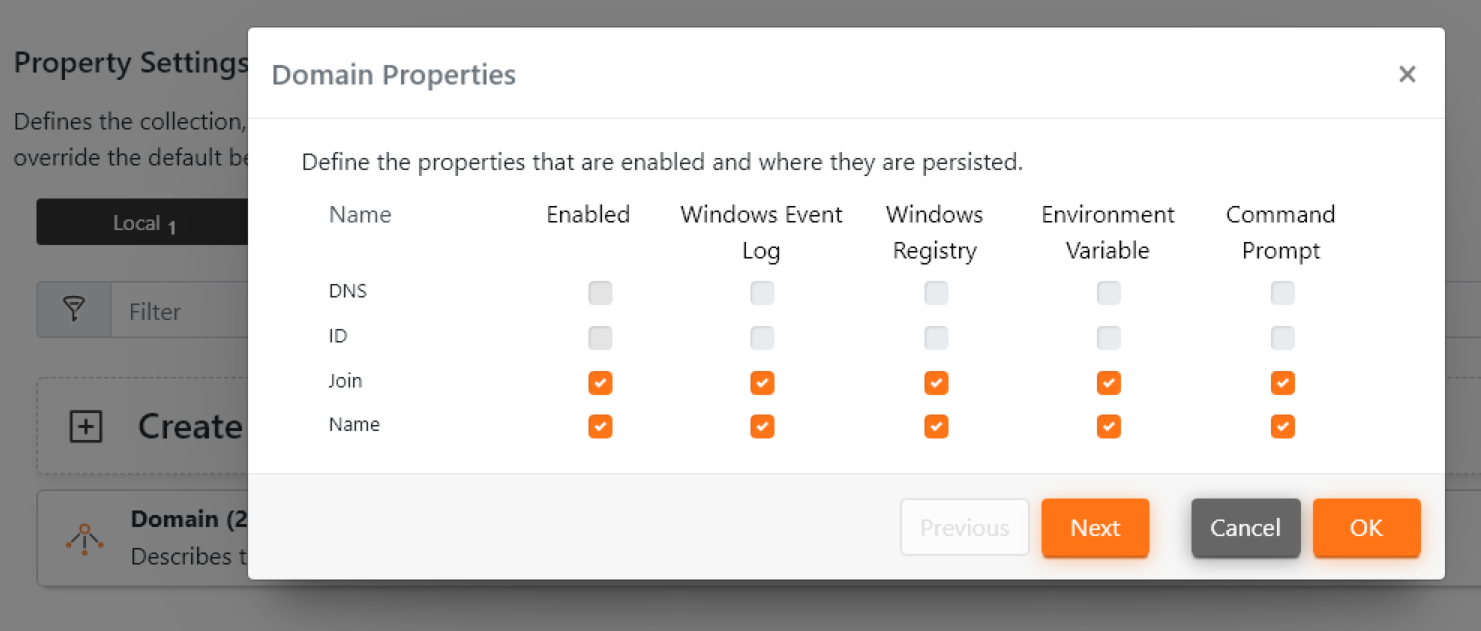 Property Settings
Domain Properties
×
Defines the collection,
override the default be
Define the properties that are enabled and where they are persisted.
Local 1
Name Enabled Windows Event Log Windows Registry Environment Variable Command Prompt
Filter
DNS
ID
Join
Name
Create
Domain (2
Describes t
Previous Next Cancel OK